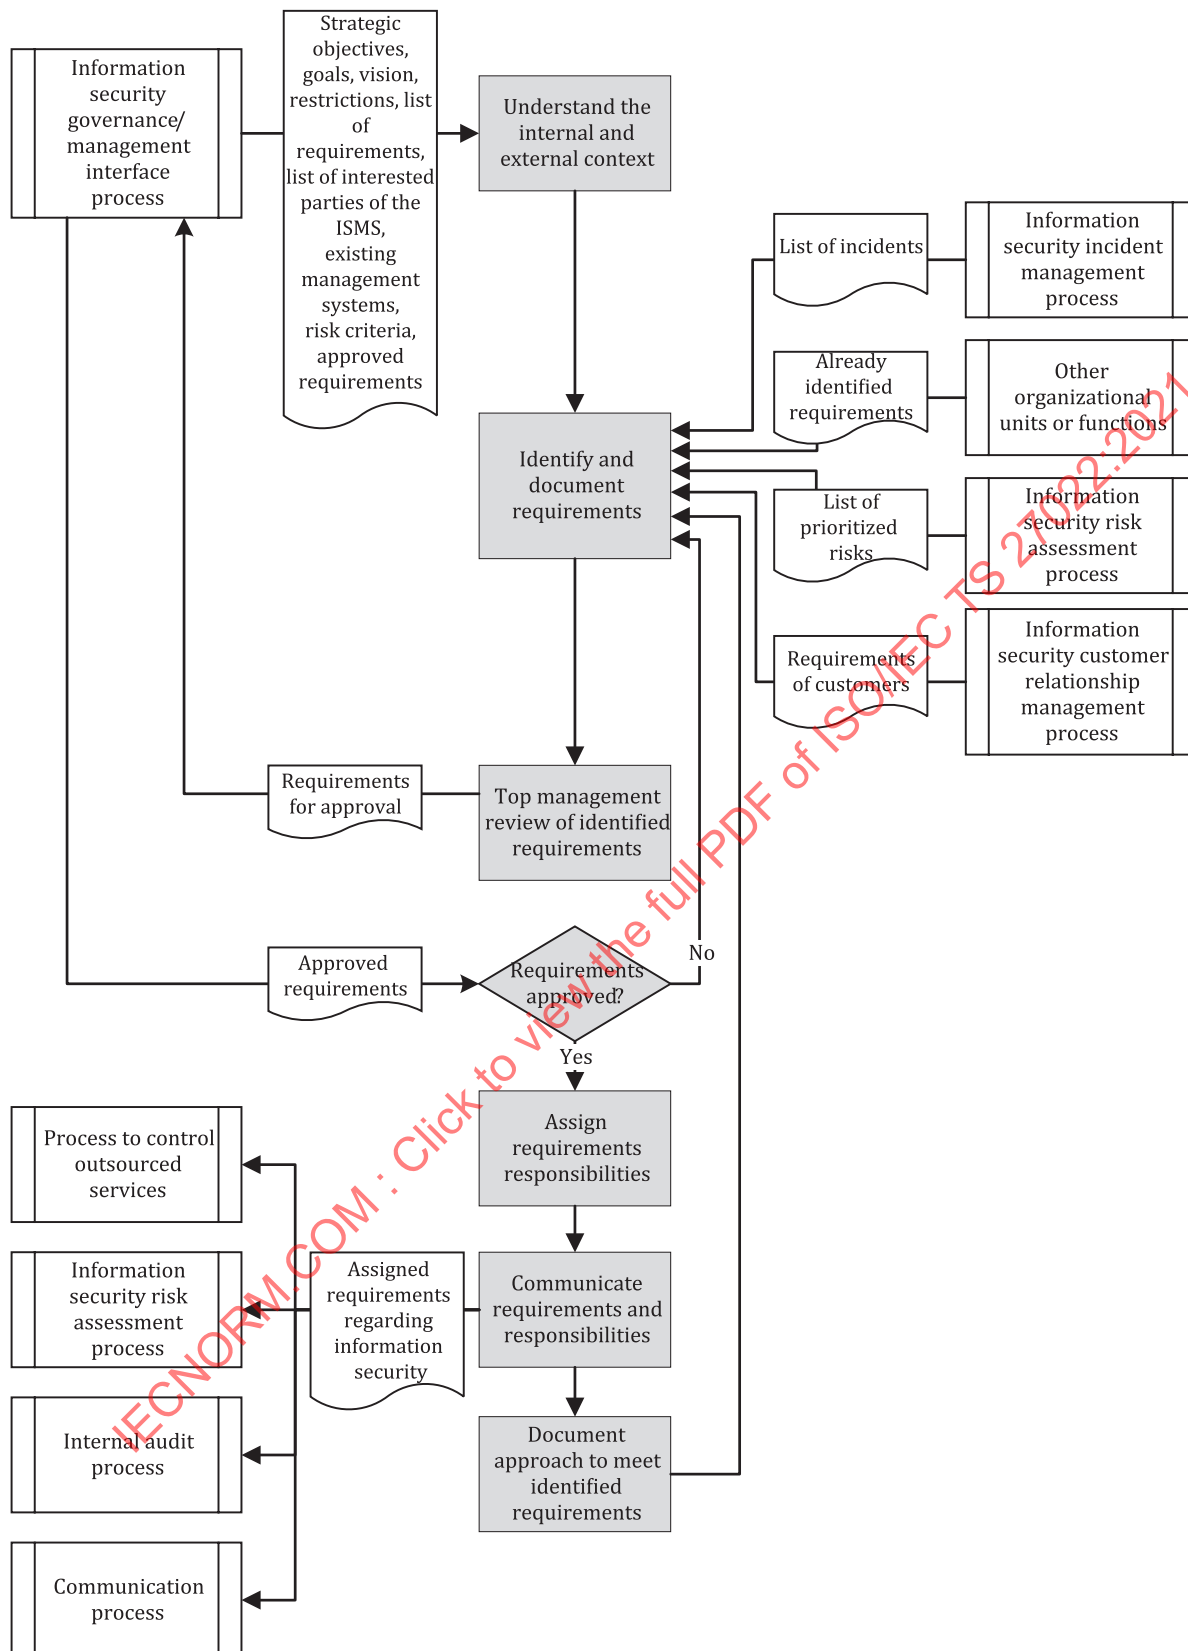 Information
security
governance/
management
interface
process
Strategic
objectives,
goals, vision,
restrictions, list
of
requirements,
list of interested
parties of the
ISMS,
existing
management
systems,
risk criteria,
approved
requirements
Understand the
internal and
external context
List of incidents
Information
security incident
management
process
Already
identified
requirements
Other
organizational
units or functions
Identify and
document
requirements
List of
prioritized
risks
Information
security risk
assessment
process
Requirements
of customers
Information
security customer
relationship
management
process
Requirements
for approval
Top management
review of identified
requirements
Approved
requirements
Requirements
approved?
No
Yes
Assign
requirements
responsibilities
Process to control
outsourced
services
Information
security risk
assessment
process
Assigned
requirements
regarding
information
security
Communicate
requirements and
responsibilities
Internal audit
process
Document
approach to meet
identified
requirements
Communication
process
IECNORM.COM : Click to view the full PDF of ISO/IEC TS 27022:2021